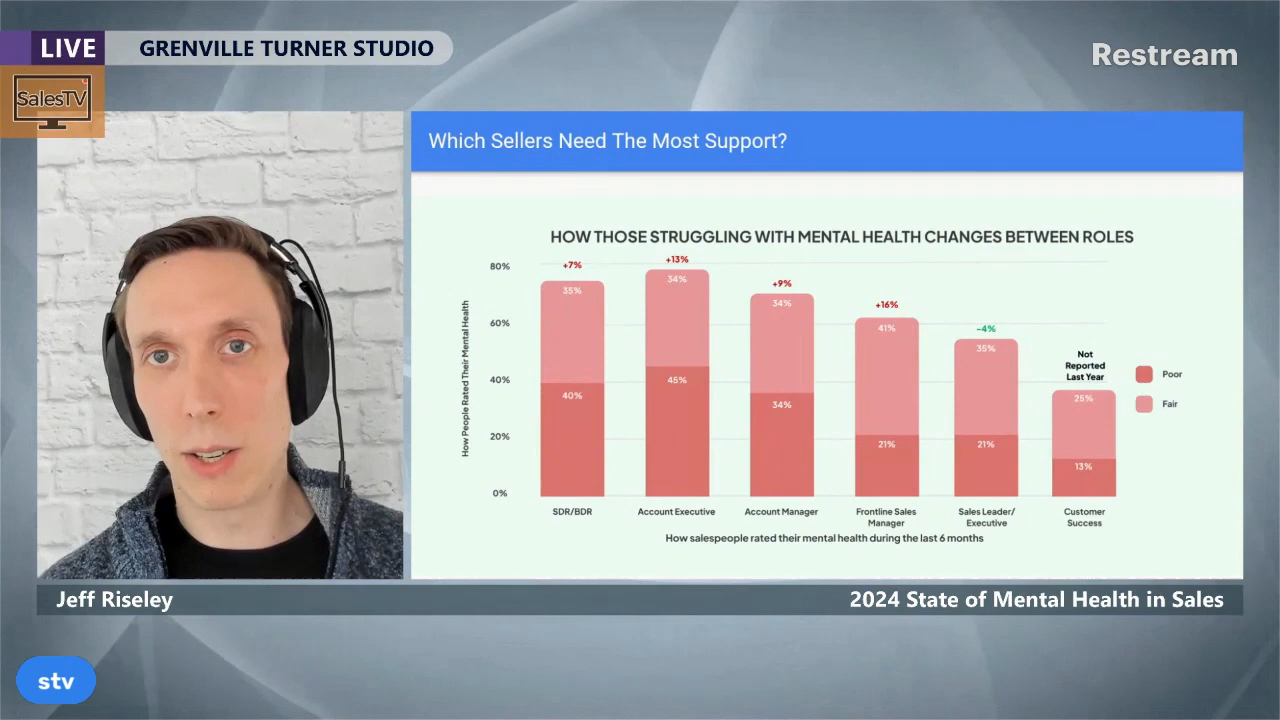 LIVE
GRENVILLE TURNER STUDIO
Restream
SalesTV
Which Sellers Need The Most Support?
HOW THOSE STRUGGLING WITH MENTAL HEALTH CHANGES BETWEEN ROLES
How People Rated Their Mental Health
80%
60%
40%
20%
0%
+7%
35%
40%
+13%
34%
45%
+9%
34%
34%
+16%
41%
21%
-4%
35%
21%
Not
Reported
Last Year
25%
13%
Poor
Fair
SDR/BDR
Account Executive
Account Manager
Frontline Sales
Manager
Sales Leader/
Executive
Customer
Success
How salespeople rated their mental health during the last 6 months
Jeff Riseley
2024 State of Mental Health in Sales
stv